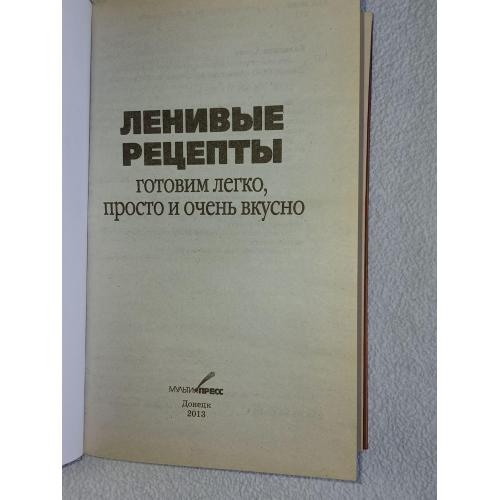 ЛЕНИВЫЕ
РЕЦЕПТЫ
ГОТОВИМ ЛЕГКО,
ПРОСТО И ОЧЕНЬ ВКУСНО
МУЛЬТИПРЕСС
Донецк
2013